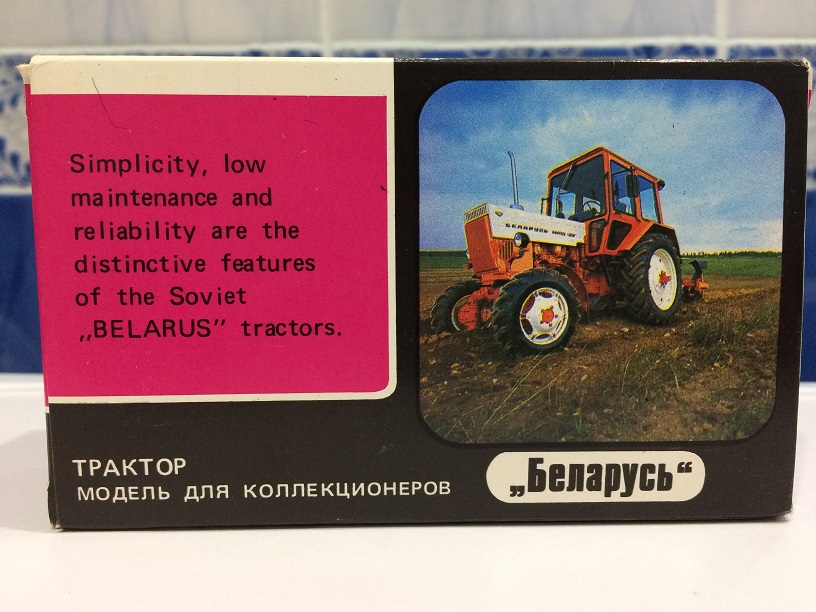 Simplicity, low
maintenance and
reliability are the
distinctive features
of the Soviet
„BELARUS” tractors.
БЕЛАРУСЬ
ТРАКТОР
МОДЕЛЬ ДЛЯ КОЛЛЕКЦИОНЕРОВ
„Беларусь“